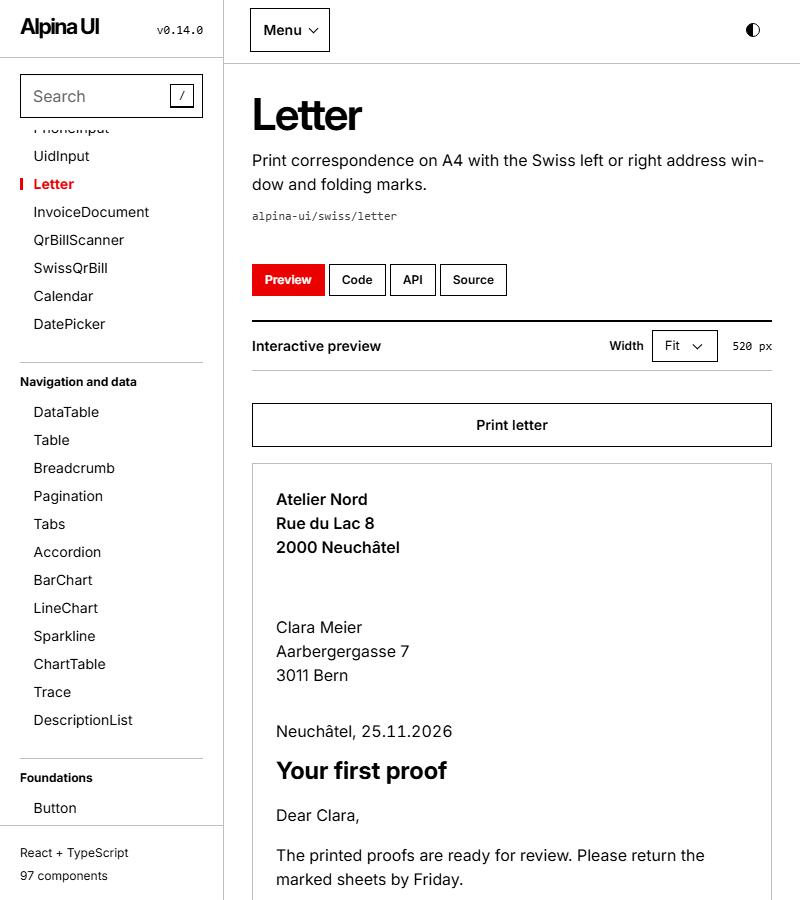 Alpina UI
v0.14.0
Search
/
PhoneInput
UidInput
Letter
InvoiceDocument
QrBillScanner
SwissQrBill
Calendar
DatePicker
Navigation and data
DataTable
Table
Breadcrumb
Pagination
Tabs
Accordion
BarChart
LineChart
Sparkline
ChartTable
Trace
DescriptionList
Foundations
Button
React + TypeScript
97 components
Menu
Letter
Print correspondence on A4 with the Swiss left or right address win-
dow and folding marks.
alpina-ui/swiss/letter
Preview
Code
API
Source
Interactive preview
Width
Fit
520 px
Print letter
Atelier Nord
Rue du Lac 8
2000 Neuchâtel
Clara Meier
Aarbergergasse 7
3011 Bern
Neuchâtel, 25.11.2026
Your first proof
Dear Clara,
The printed proofs are ready for review. Please return the
marked sheets by Friday.